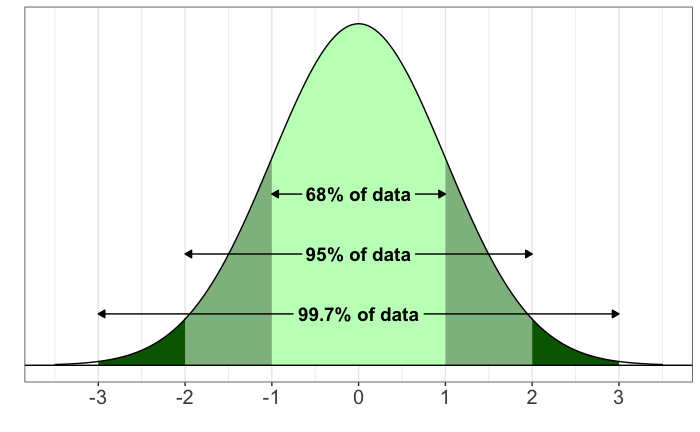 68% of data
95% of data
99.7% of data
-3 -2 -1 0 1 2 3